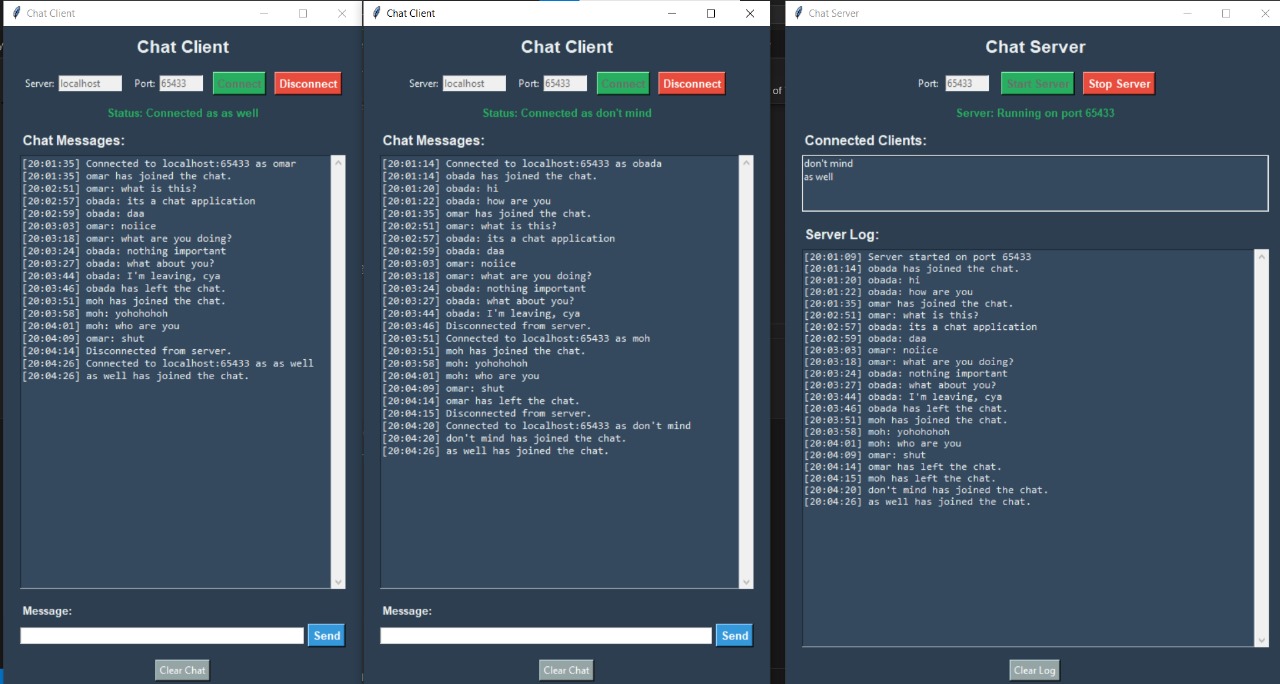 Chat Client
Chat Client
Server: localhost Port: 65433 Connect Disconnect
Status: Connected as as well
Chat Messages:
[20:01:35] Connected to localhost:65433 as omar
[20:01:35] omar has joined the chat.
[20:02:51] omar: what is this?
[20:02:57] obada: its a chat application
[20:02:59] obada: daa
[20:03:03] omar: noiice
[20:03:18] omar: what are you doing?
[20:03:24] obada: nothing important
[20:03:27] obada: what about you?
[20:03:44] obada: I'm leaving, cya
[20:03:46] obada has left the chat.
[20:03:51] moh has joined the chat.
[20:03:58] moh: yohohohoh
[20:04:01] moh: who are you
[20:04:09] omar: shut
[20:04:14] Disconnected from server.
[20:04:26] Connected to localhost:65433 as as well
[20:04:26] as well has joined the chat.
Message:
Send
Clear Chat
Chat Client
Chat Client
Server: localhost Port: 65433 Connect Disconnect
Status: Connected as don't mind
Chat Messages:
[20:01:14] Connected to localhost:65433 as obada
[20:01:14] obada has joined the chat.
[20:01:20] obada: hi
[20:01:22] obada: how are you
[20:01:35] omar has joined the chat.
[20:02:51] omar: what is this?
[20:02:57] obada: its a chat application
[20:02:59] obada: daa
[20:03:03] omar: noiice
[20:03:18] omar: what are you doing?
[20:03:24] obada: nothing important
[20:03:27] obada: what about you?
[20:03:44] obada: I'm leaving, cya
[20:03:46] Disconnected from server.
[20:03:51] Connected to localhost:65433 as moh
[20:03:51] moh has joined the chat.
[20:03:58] moh: yohohohoh
[20:04:01] moh: who are you
[20:04:09] omar: shut
[20:04:14] omar has left the chat.
[20:04:15] Disconnected from server.
[20:04:20] Connected to localhost:65433 as don't mind
[20:04:20] don't mind has joined the chat.
[20:04:26] as well has joined the chat.
Message:
Send
Clear Chat
of
Chat Server
Chat Server
Port: 65433 Start Server Stop Server
Server: Running on port 65433
Connected Clients:
don't mind
as well
Server Log:
[20:01:09] Server started on port 65433
[20:01:14] obada has joined the chat.
[20:01:20] obada: hi
[20:01:22] obada: how are you
[20:01:35] omar has joined the chat.
[20:02:51] omar: what is this?
[20:02:57] obada: its a chat application
[20:02:59] obada: daa
[20:03:03] omar: noiice
[20:03:18] omar: what are you doing?
[20:03:24] obada: nothing important
[20:03:27] obada: what about you?
[20:03:44] obada: I'm leaving, cya
[20:03:46] obada has left the chat.
[20:03:51] moh has joined the chat.
[20:03:58] moh: yohohohoh
[20:04:01] moh: who are you
[20:04:09] omar: shut
[20:04:14] omar has left the chat.
[20:04:15] moh has left the chat.
[20:04:20] don't mind has joined the chat.
[20:04:26] as well has joined the chat.
Clear Log